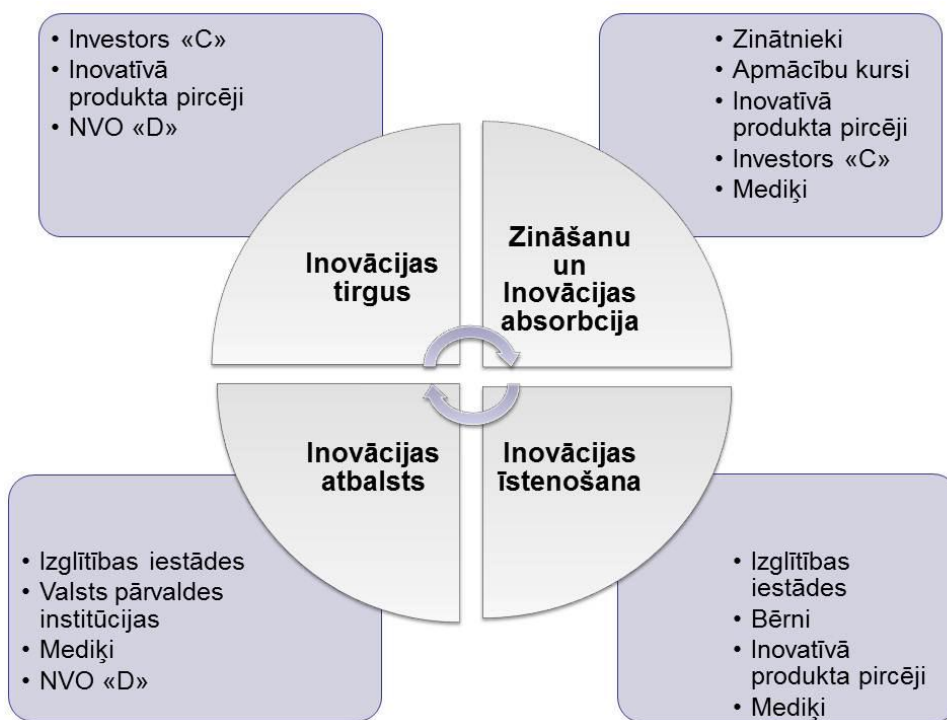 • Investors «C»
• Inovatīvā
produkta pircēji
• NVO «D»
• Zinātnieki
• Apmācību kursi
• Inovatīvā
produkta pircēji
• Investors «C»
• Mediķi
Inovācijas
tirgus
Zināšanu
un
Inovācijas
absorbcija
Inovācijas
atbalsts
Inovācijas
īstenošana
• Izglītības iestādes
• Valsts pārvaldes
institūcijas
• Mediķi
• NVO «D»
• Izglītības
iestādes
• Bērni
• Inovatīvā
produkta pircēji
• Mediķi